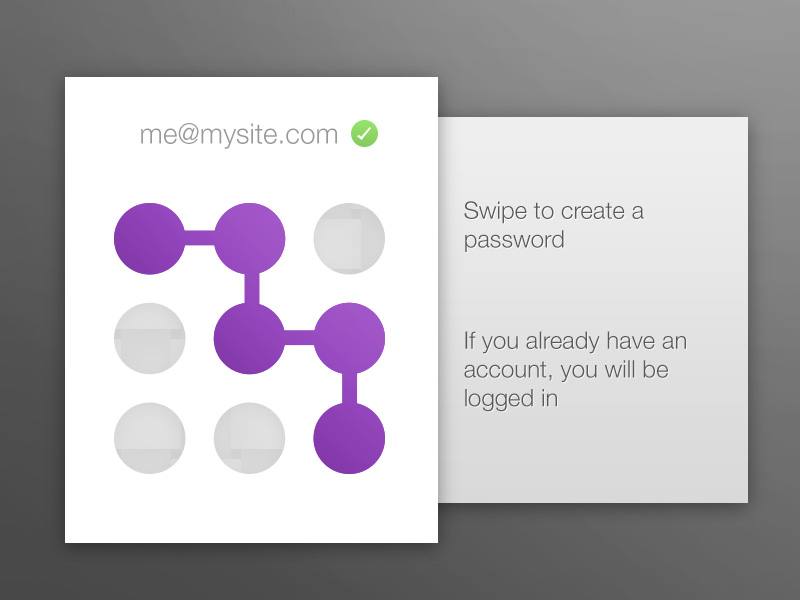 me@mysite.com
Swipe to create a
password
If you already have an
account, you will be
logged in